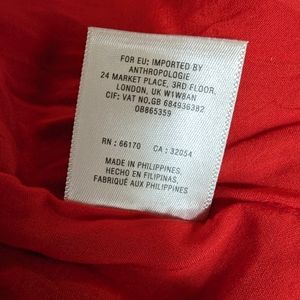 FOR EU: IMPORTED BY
ANTHROPOLOGIE
24 MARKET PLACE, 3RD FLOOR,
LONDON, UK W1W8AN
CIF: VAT NO.GB 684936382
OB865359
RN : 66170 CA : 32054
MADE IN PHILIPPINES
HECHO EN FILIPINAS,
FABRIQUÉ AUX PHILIPPINES